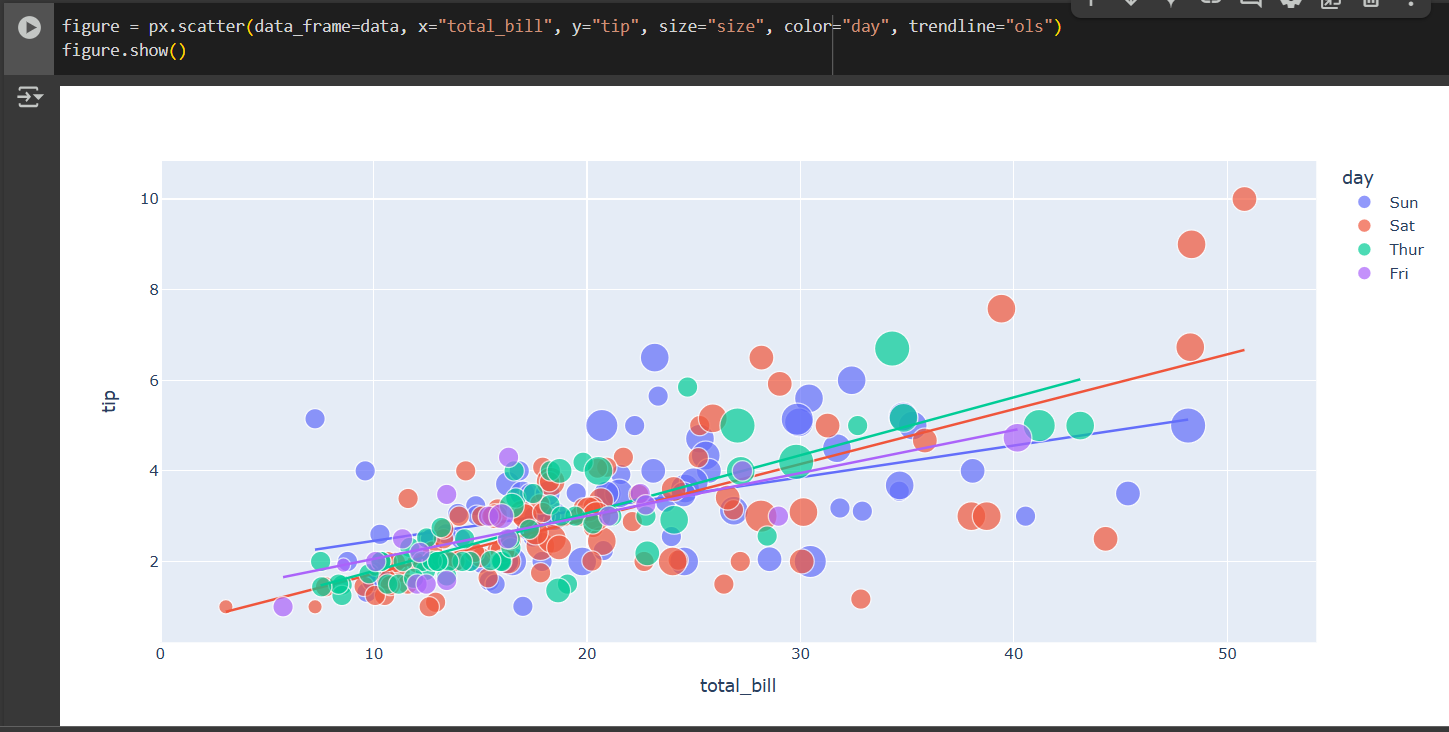 figure = px.scatter(data_frame=data, x="total_bill", y="tip", size="size", color="day", trendline="ols")
figure.show()
day
Sun
Sat
Thur
Fri
10
8
6
4
2
tip
0 10 20 30 40 50
total_bill